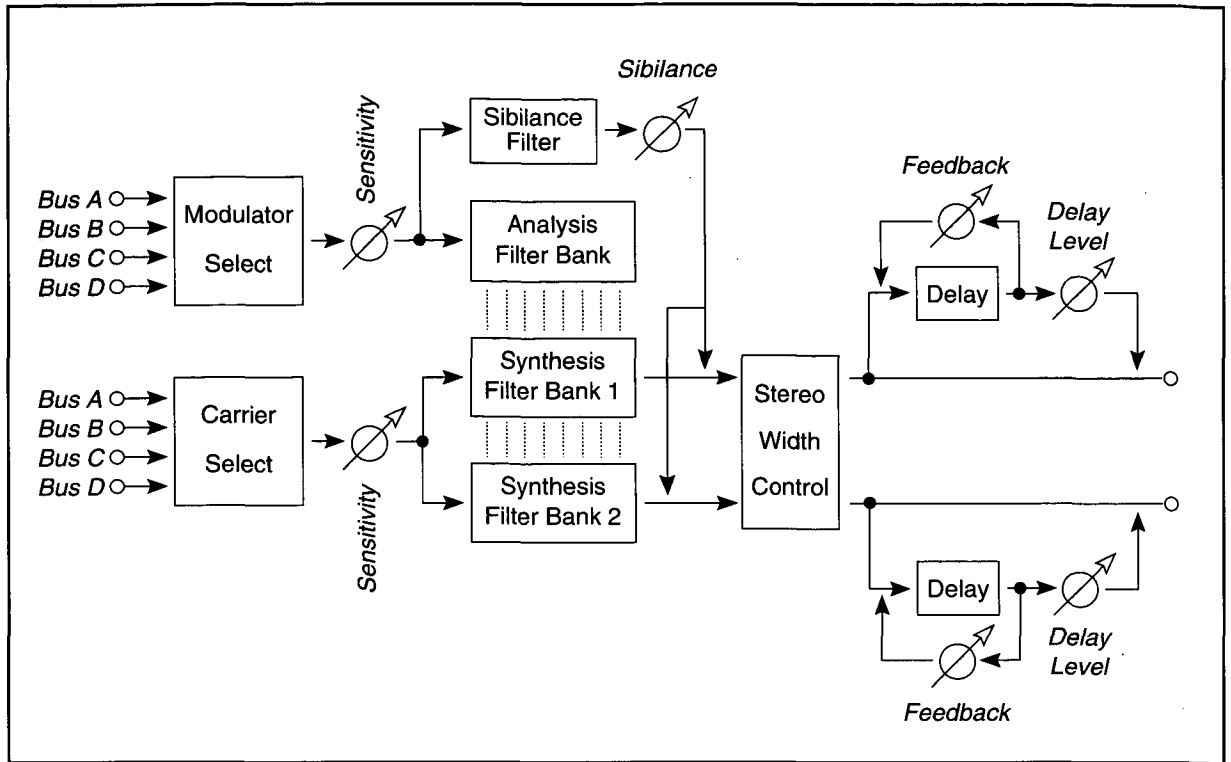 Sibilance
Sensitivity
Sibilance
Filter
Feedback
Bus A
Bus B
Bus C
Bus D
Modulator
Select
Analysis
Filter Bank
Delay
Level
Delay
Synthesis
Filter Bank 1
Bus A
Bus B
Bus C
Bus D
Carrier
Select
Stereo
Width
Control
Synthesis
Filter Bank 2
Sensitivity
Delay
Delay
Level
Feedback